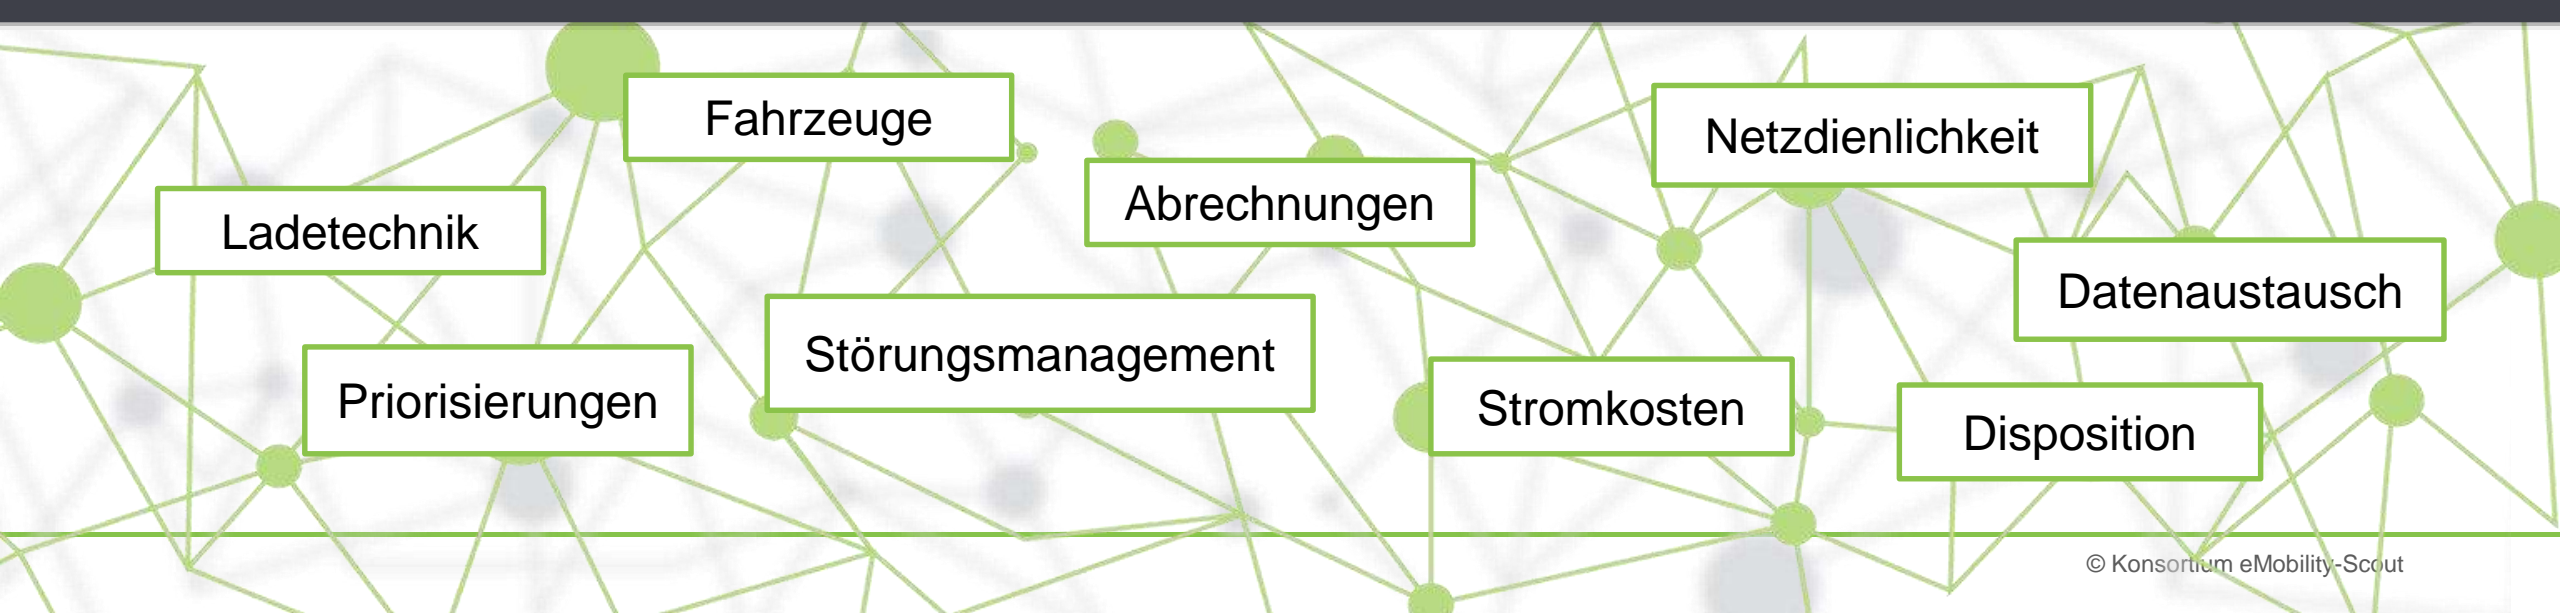 Fahrzeuge
Netzdienlichkeit
Abrechnungen
Ladetechnik
Datenaustausch
Störungsmanagement
Priorisierungen
Stromkosten
Disposition
© Konsortium eMobility-Scout